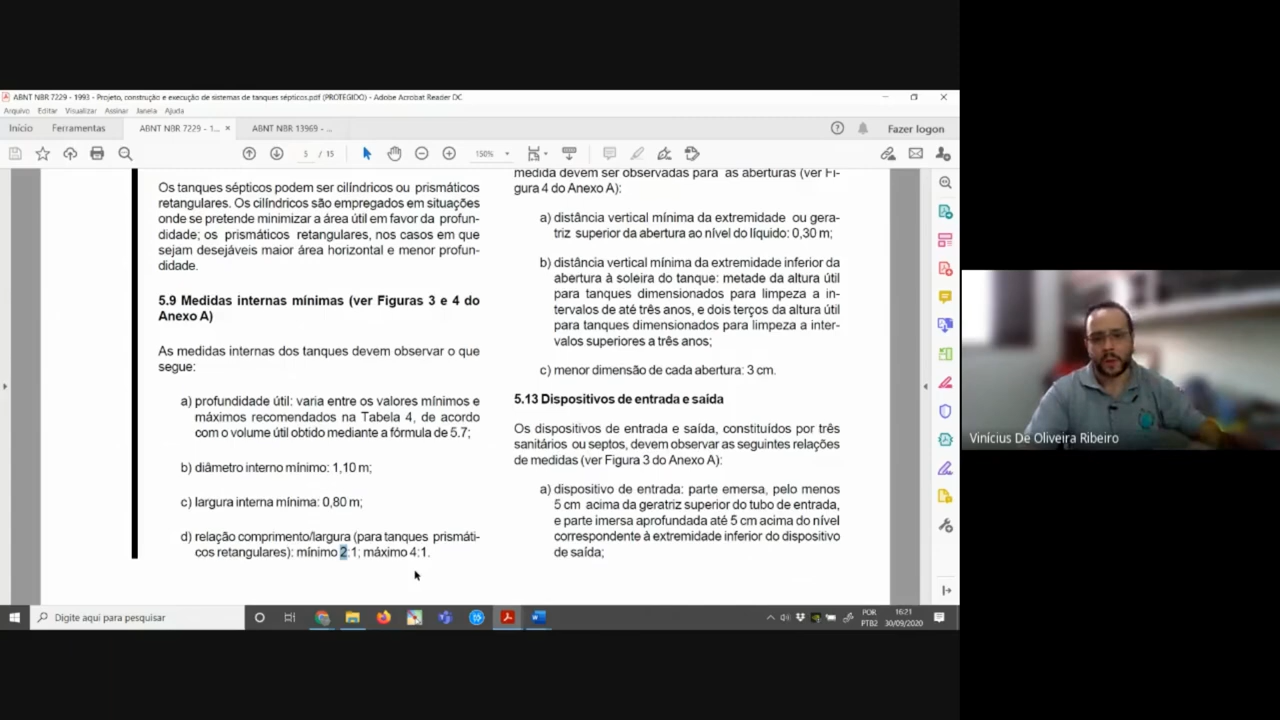 ABNT NBR 7229 - 1993 - Projeto, construção e execução de sistemas de tanques sépticos.pdf (PROTEGIDO) - Adobe Acrobat Reader DC
Arquivo Editar Visualizar Assinar Janela Ajuda
Início Ferramentas ABNT NBR 7229 - 1... × ABNT NBR 13969 - ... Fazer logon
5 / 15 150%
Os tanques sépticos podem ser cilíndricos ou prismáticos
retangulares. Os cilíndricos são empregados em situações
onde se pretende minimizar a área útil em favor da profun-
didade; os prismáticos retangulares, nos casos em que
sejam desejáveis maior área horizontal e menor profun-
didade.
5.9 Medidas internas mínimas (ver Figuras 3 e 4 do
Anexo A)
As medidas internas dos tanques devem observar o que
segue:
a) profundidade útil: varia entre os valores mínimos e
máximos recomendados na Tabela 4, de acordo
com o volume útil obtido mediante a fórmula de 5.7;
b) diâmetro interno mínimo: 1,10 m;
c) largura interna mínima: 0,80 m;
d) relação comprimento/largura (para tanques prismáti-
cos retangulares): mínimo 2:1; máximo 4:1.
medida devem ser observadas para as aberturas (ver Fi-
gura 4 do Anexo A):
a) distância vertical mínima da extremidade ou gera-
triz superior da abertura ao nível do líquido: 0,30 m;
b) distância vertical mínima da extremidade inferior da
abertura à soleira do tanque: metade da altura útil
para tanques dimensionados para limpeza a in-
tervalos de até três anos, e dois terços da altura útil
para tanques dimensionados para limpeza a inter-
valos superiores a três anos;
c) menor dimensão de cada abertura: 3 cm.
5.13 Dispositivos de entrada e saída
Os dispositivos de entrada e saída, constituídos por três
sanitários ou septos, devem observar as seguintes relações
de medidas (ver Figura 3 do Anexo A):
a) dispositivo de entrada: parte emersa, pelo menos
5 cm acima da geratriz superior do tubo de entrada,
e parte imersa aprofundada até 5 cm acima do nível
correspondente à extremidade inferior do dispositivo
de saída;
Vinícius De Oliveira Ribeiro
Digite aqui para pesquisar
POR
PTB2
16:21
30/09/2020